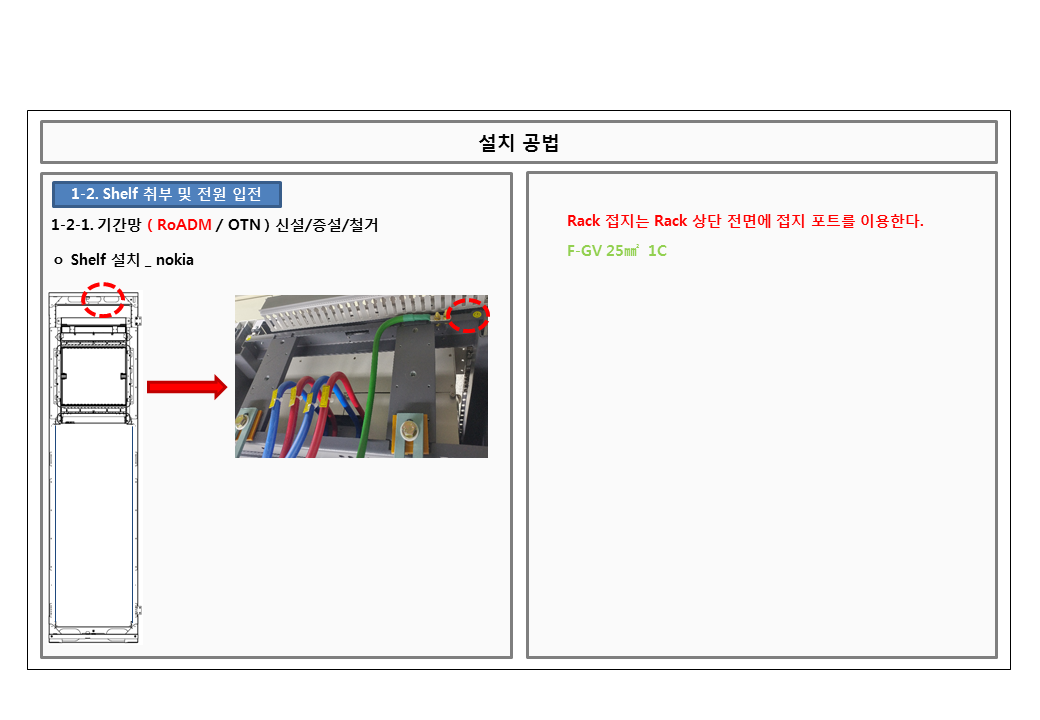 설치 공법
1-2. Shelf 취부 및 전원 입전
1-2-1. 기간망 ( RoADM / OTN ) 신설/증설/철거
ㅇ Shelf 설치 _ nokia
Rack 접지는 Rack 상단 전면에 접지 포트를 이용한다.
F-GV 25㎟ 1C